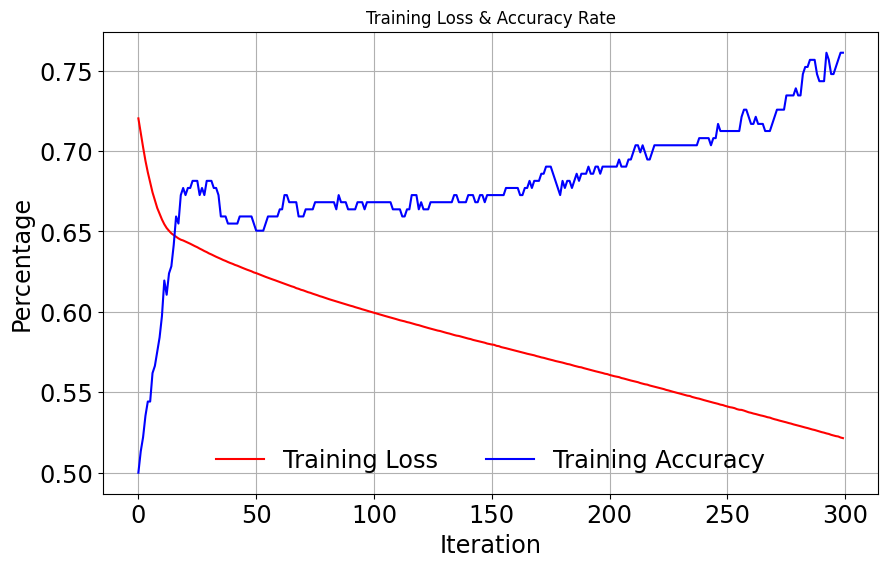 Training Loss & Accuracy Rate
Percentage
0.75
0.70
0.65
0.60
0.55
0.50
Training Loss
Training Accuracy
0 50 100 150 200 250 300
Iteration